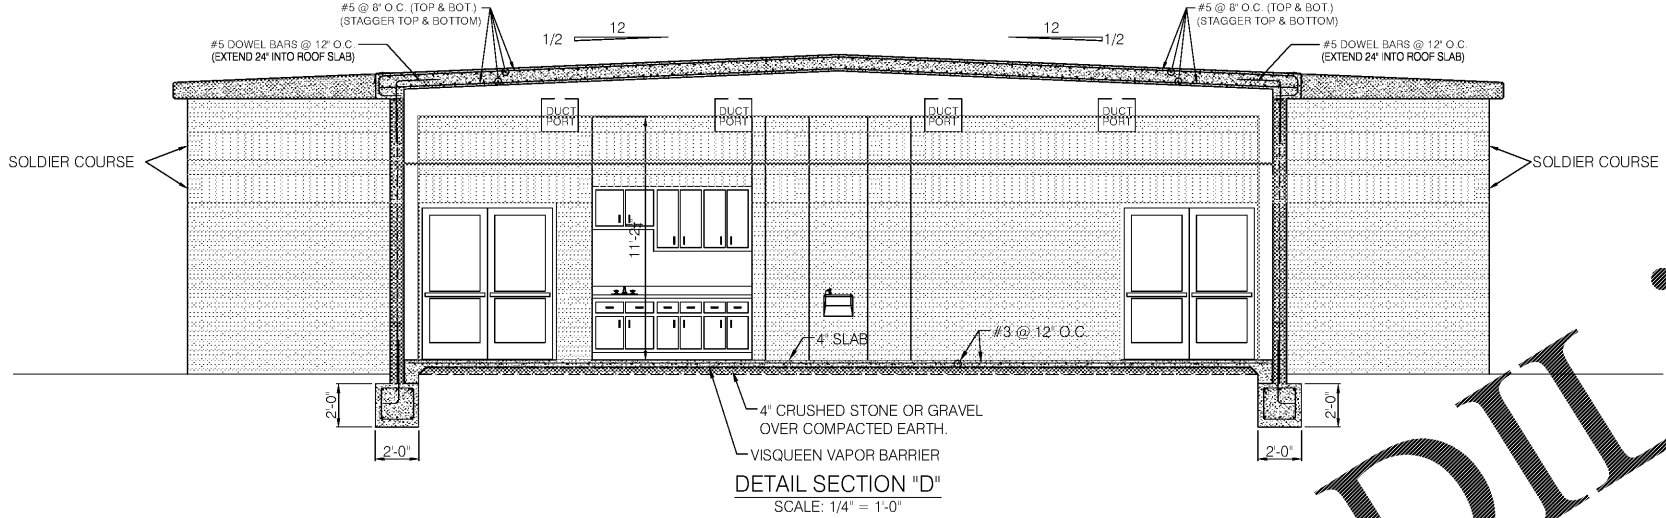 #5 @ 8" O.C. (TOP & BOT.)
(STAGGER TOP & BOTTOM)
#5 @ 8" O.C. (TOP & BOT.)
(STAGGER TOP & BOTTOM)
12
1/2
12
1/2
#5 DOWEL BARS @ 12" O.C.
(EXTEND 24" INTO ROOF SLAB)
#5 DOWEL BARS @ 12" O.C.
(EXTEND 24" INTO ROOF SLAB)
DUCT
PORT
DUCT
PORT
DUCT
PORT
DUCT
PORT
SOLDIER COURSE
SOLDIER COURSE
4" SLAB
#3 @ 12" O.C.
2'-0"
2'-0"
2'-0"
2'-0"
4" CRUSHED STONE OR GRAVEL
OVER COMPACTED EARTH.
VISQUEEN VAPOR BARRIER
DETAIL SECTION "D"
SCALE: 1/4" = 1'-0"